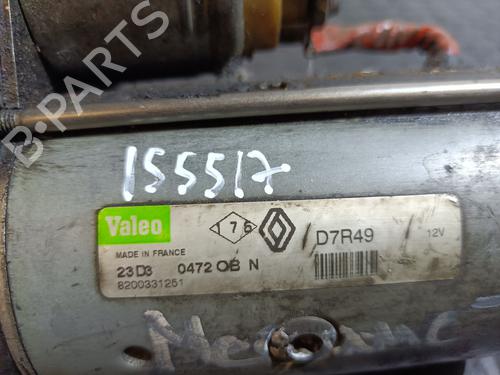 B-PARTS
155517
Valeo
176
D7R49
12V
MADE IN FRANCE
23D3 0472 OB N
8200331251